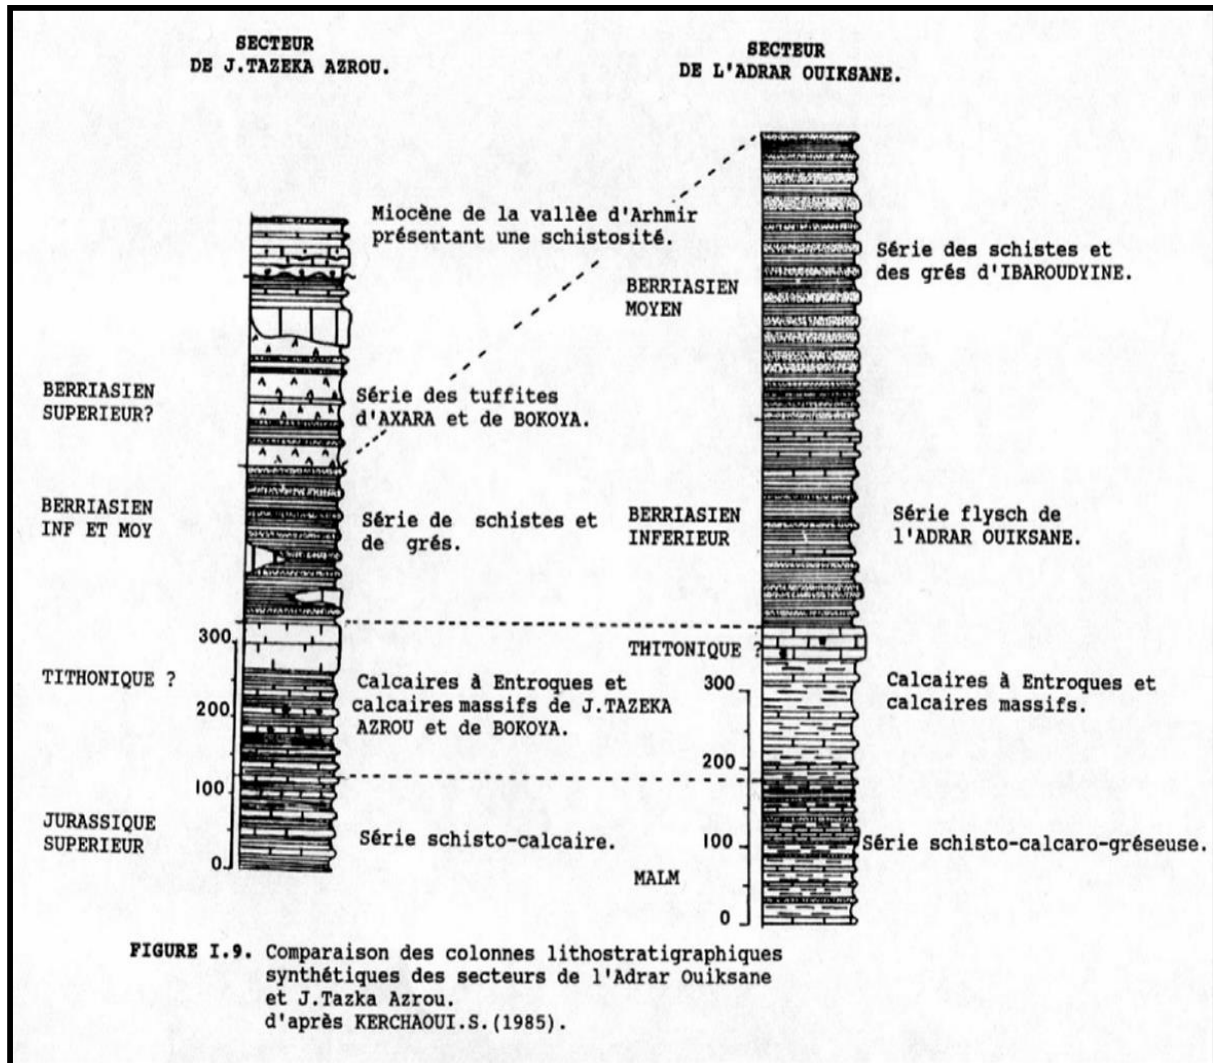 SECTEUR
DE J.TAZEKA AZROU.
SECTEUR
DE L'ADRAR OUIKSANE.
Miocène de la vallèe d'Arhmir
présentant une schistosité.
BERRIASIEN
SUPERIEUR?
Série des tuffites
d'AXARA et de BOKOYA.
BERRIASIEN
INF ET MOY
Série de schistes et
de grés.
300
TITHONIQUE ?
200
Calcaires à Entroques et
calcaires massifs de J.TAZEKA
AZROU et de BOKOYA.
100
JURASSIQUE
SUPERIEUR
Série schisto-calcaire.
0
BERRIASIEN
MOYEN
Série des schistes et
des grés d'IBAROUDYINE.
BERRIASIEN
INFERIEUR
Série flysch de
l'ADRAR OUIKSANE.
THITONIQUE ?
300
Calcaires à Entroques et
calcaires massifs.
200
100
Série schisto-calcaro-gréseuse.
MALM
0
FIGURE I.9. Comparaison des colonnes lithostratigraphiques
synthétiques des secteurs de l'Adrar Ouiksane
et J.Tazka Azrou.
d'après KERCHAOUI.S.(1985).